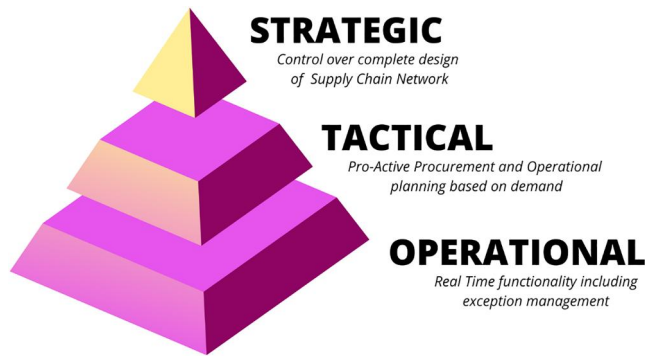 STRATEGIC
Control over complete design
of Supply Chain Network
TACTICAL
Pro-Active Procurement and Operational
planning based on demand
OPERATIONAL
Real Time functionality including
exception management